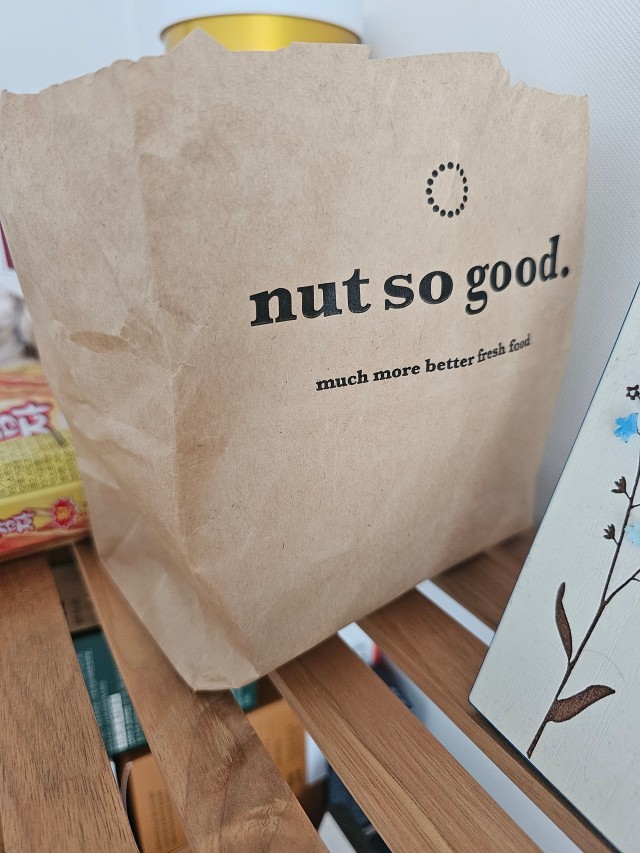 nut so good.
much more better fresh food